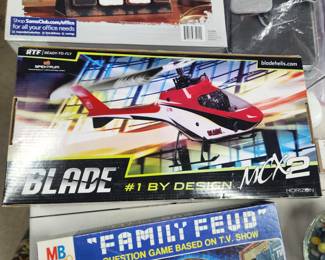 Shop SamsClub.com/office
for all your office needs
RTF READY-TO-FLY
bladehelis.com
SPEKTRUM
BLADE
BLADE
#1 BY DESIGN
MCX2
HORIZON
MB
"FAMILY FEUD"
QUESTION GAME BASED ON T.V. SHOW